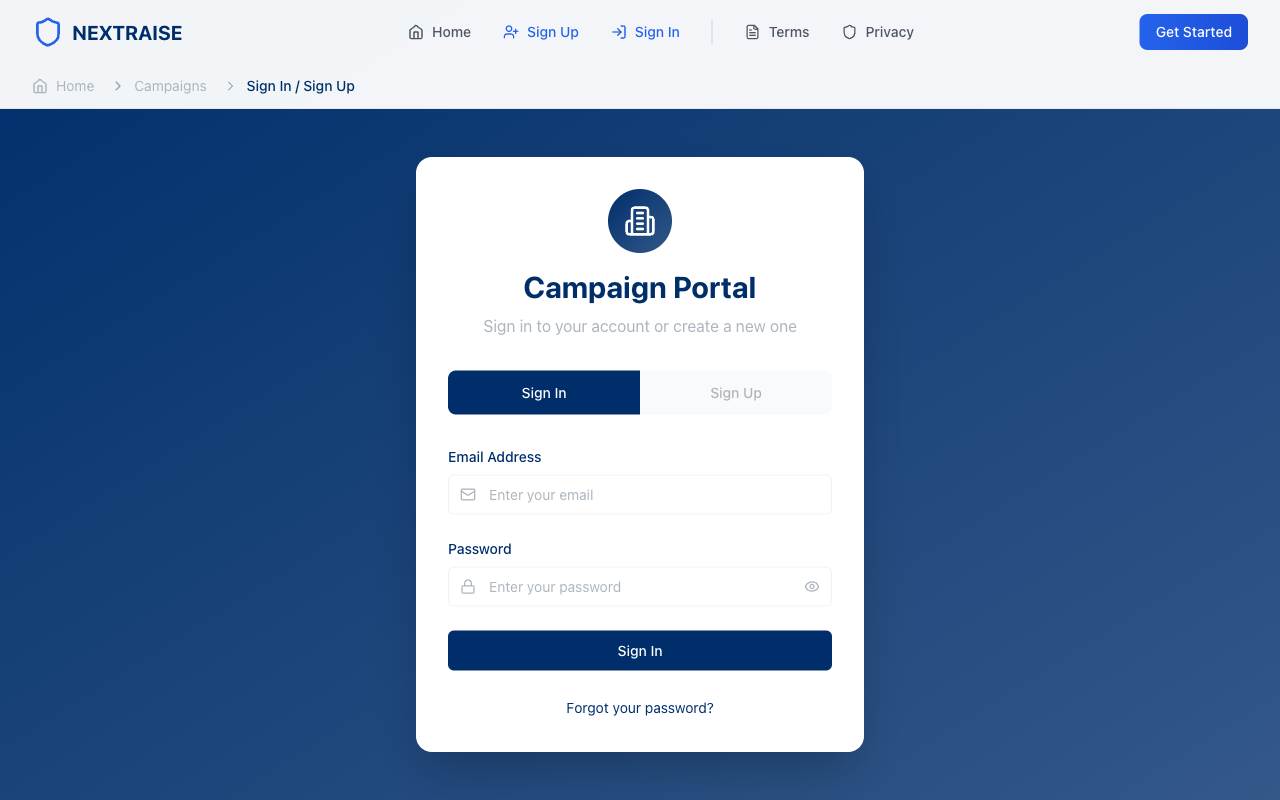 NEXTRAISE
Home Sign Up Sign In Terms Privacy
Get Started
Home Campaigns Sign In / Sign Up
Campaign Portal
Sign in to your account or create a new one
Sign In Sign Up
Email Address
Enter your email
Password
Enter your password
Sign In
Forgot your password?